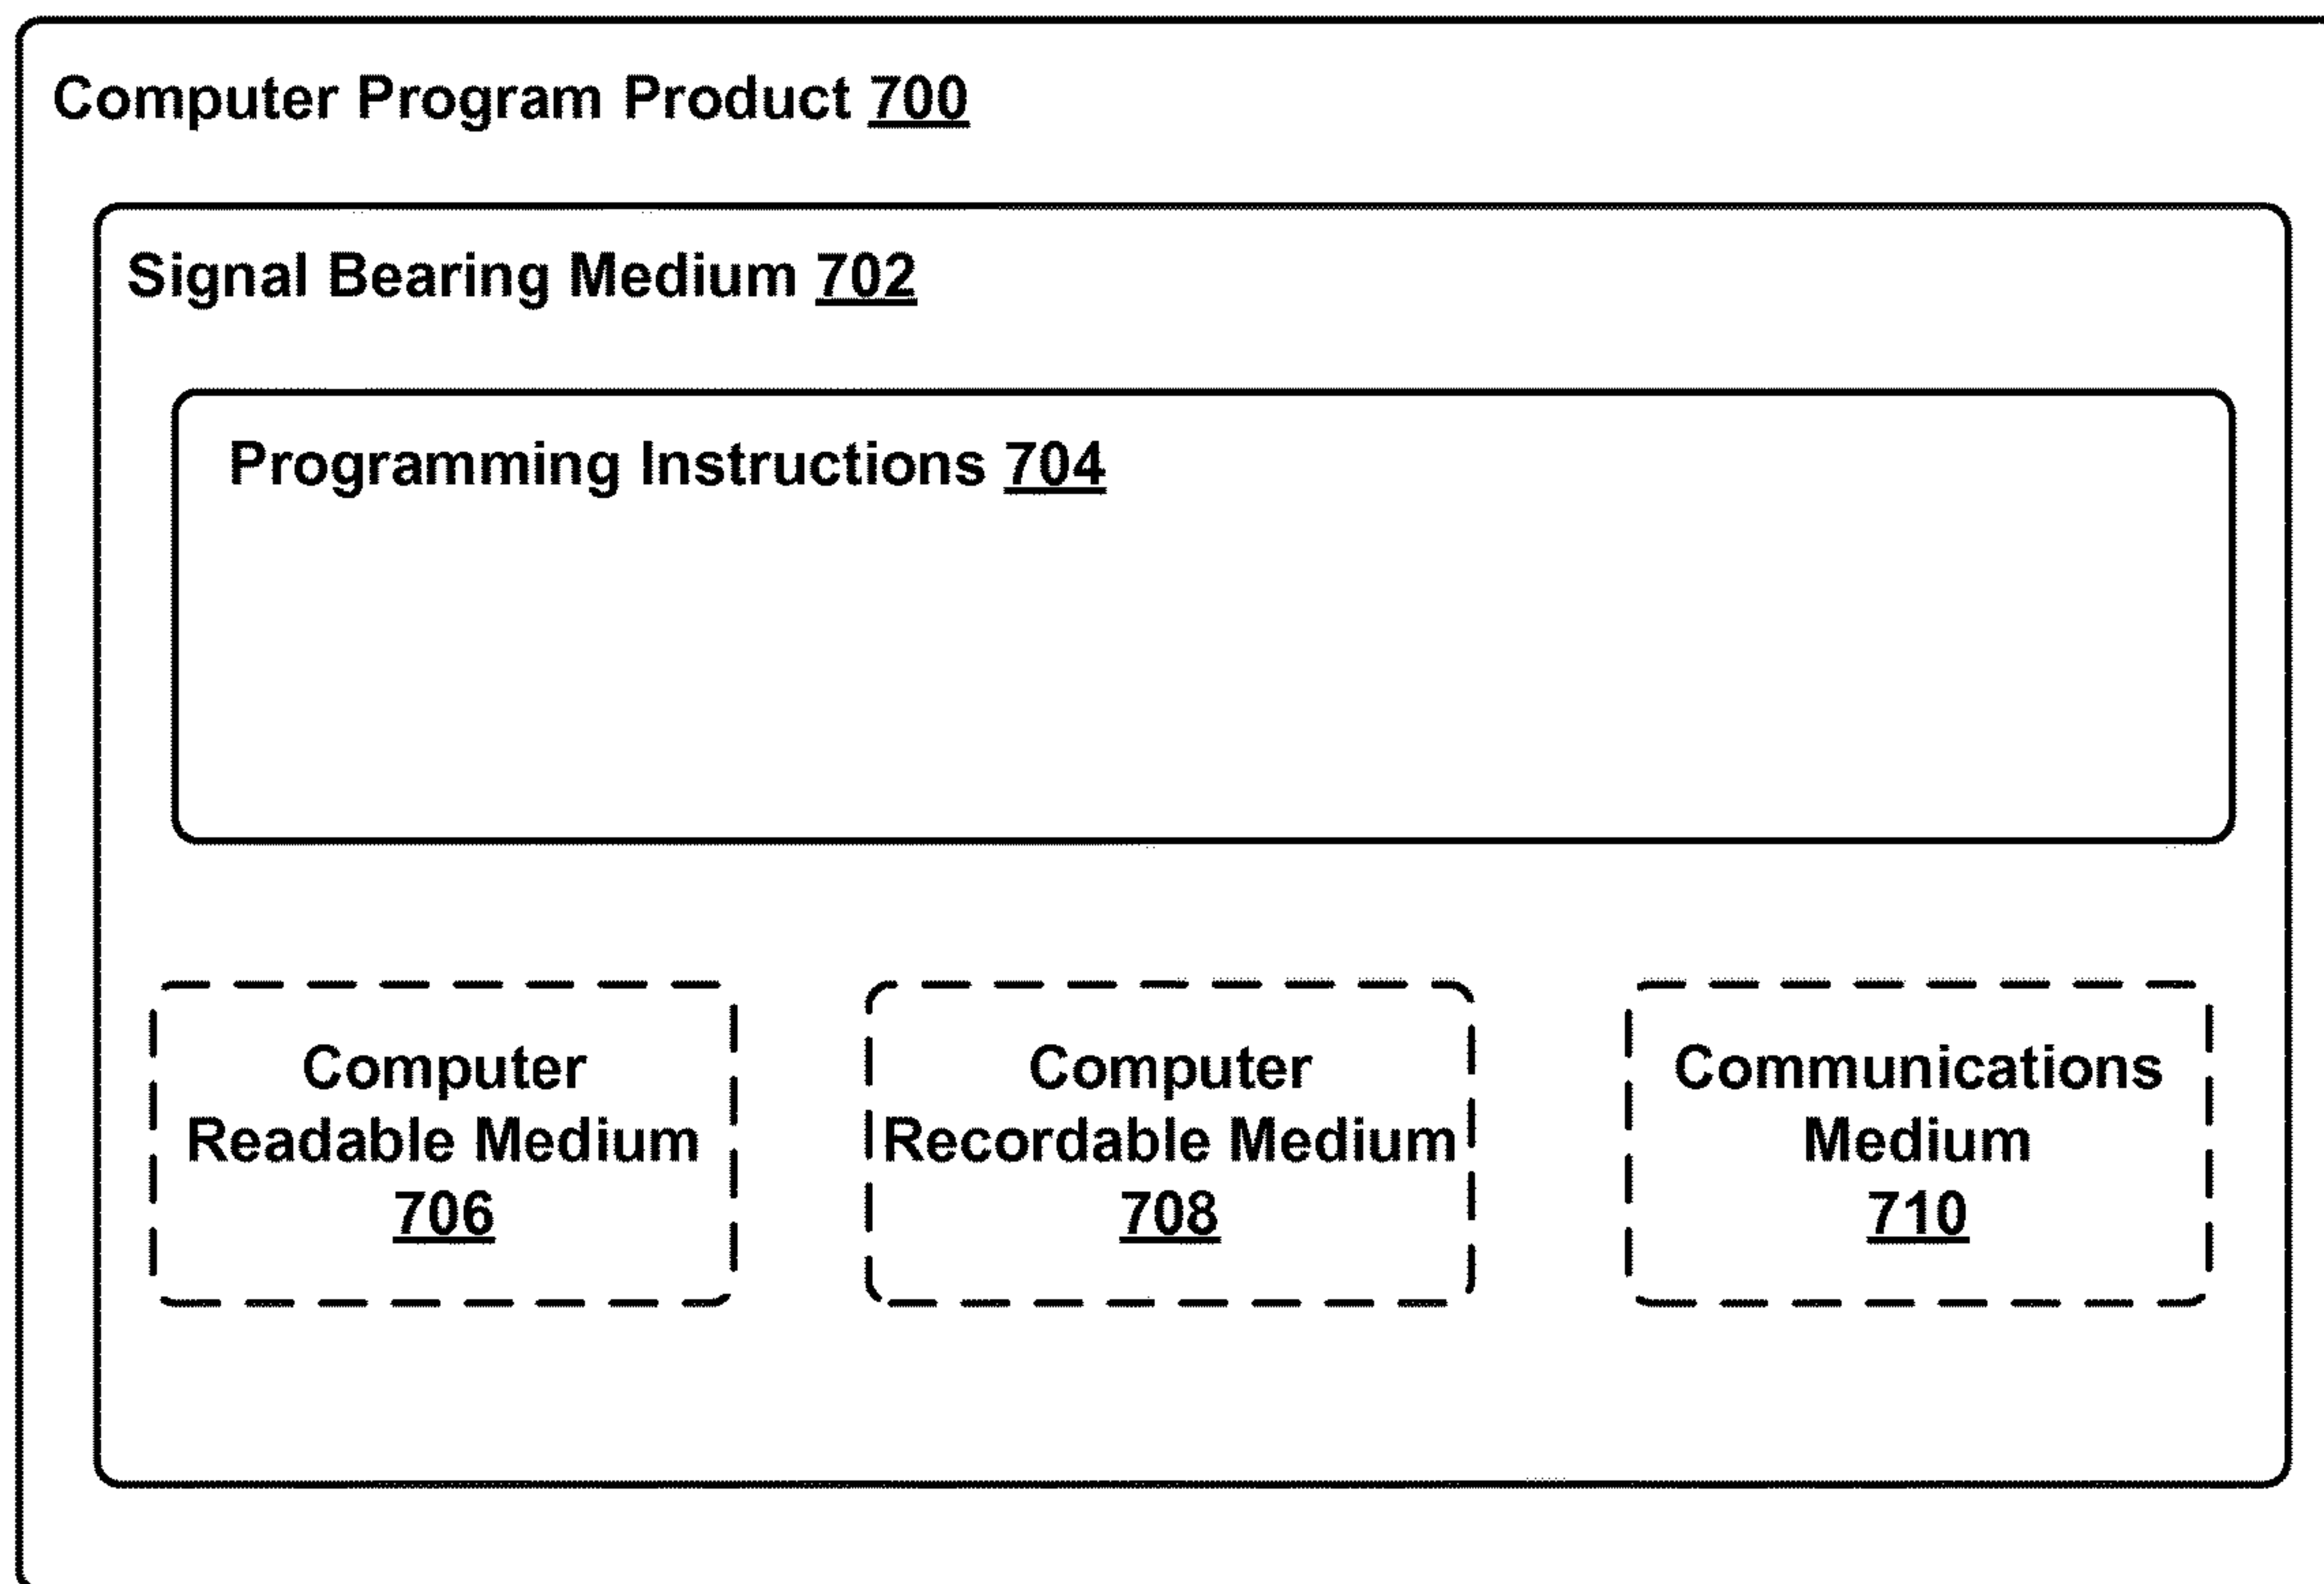 Computer Program Product 700
Signal Bearing Medium 702
Programming Instructions 704
Computer
Readable Medium
706
Computer
Recordable Medium
708
Communications
Medium
710